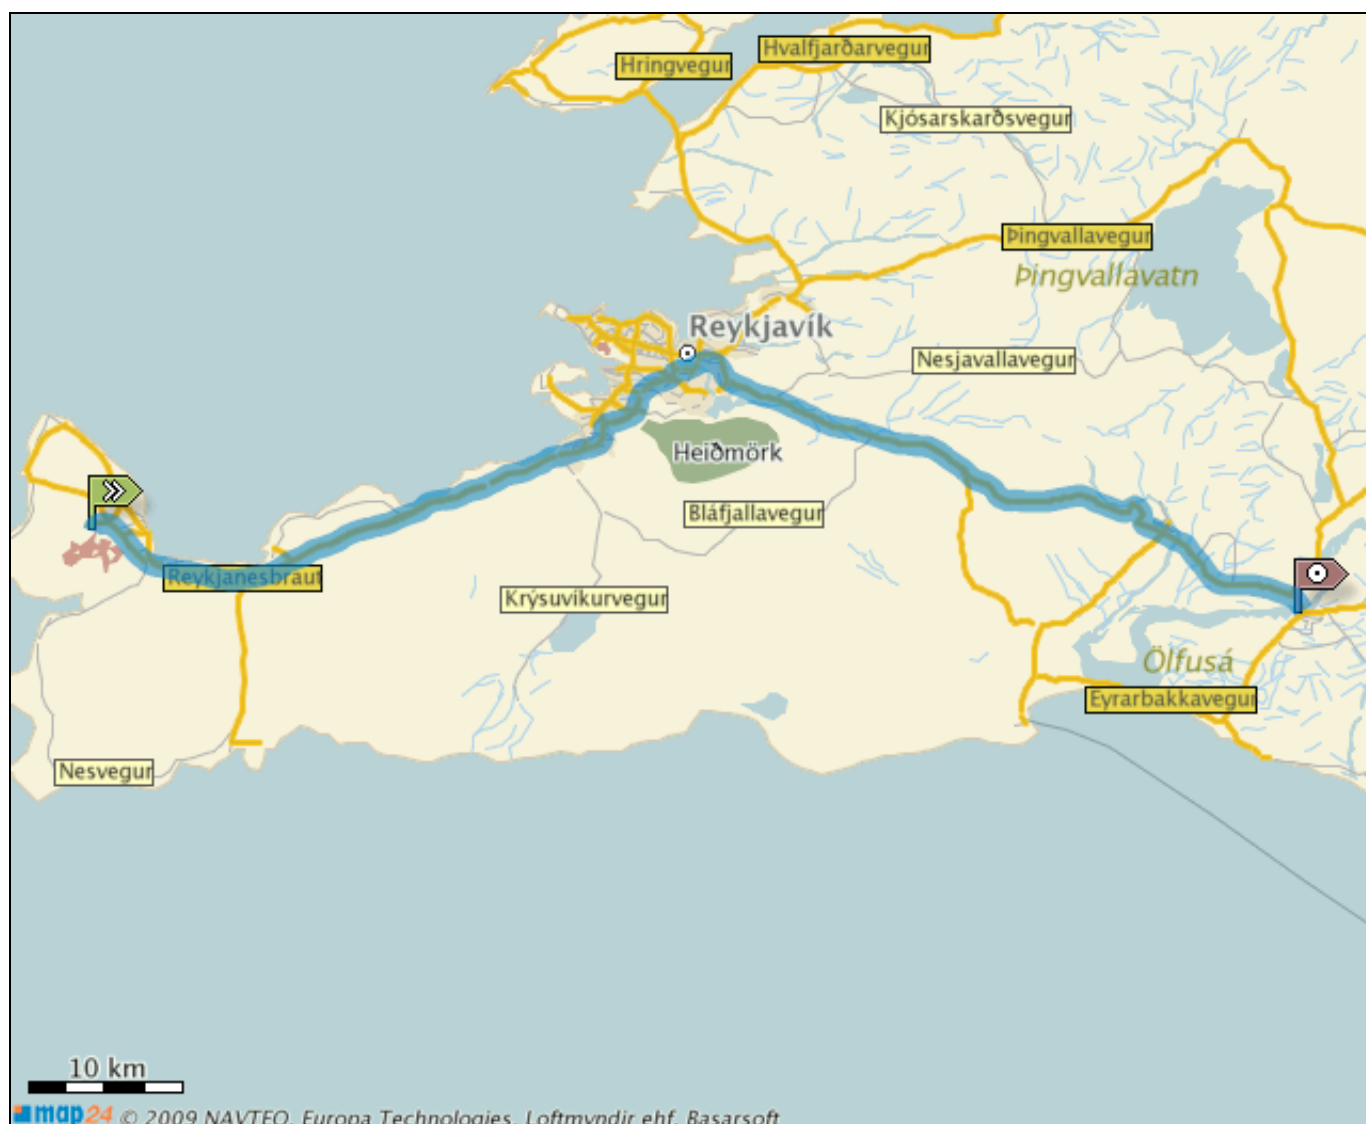 Hvalfjarðarvegur
Hringvegur
Kjósarskarðsvegur
Þingvallavegur
Þingvallavatn
Reykjavík
Nesjavallavegur
Heiðmörk
Bláfjallavegur
Reykjanesbraut
Krýsuvíkurvegur
Ölfusá
Eyrarbakkavegur
Nesvegur
10 km
map24 © 2009 NAVTEQ, Europa Technologies, Loftmyndir ehf, Basarsoft